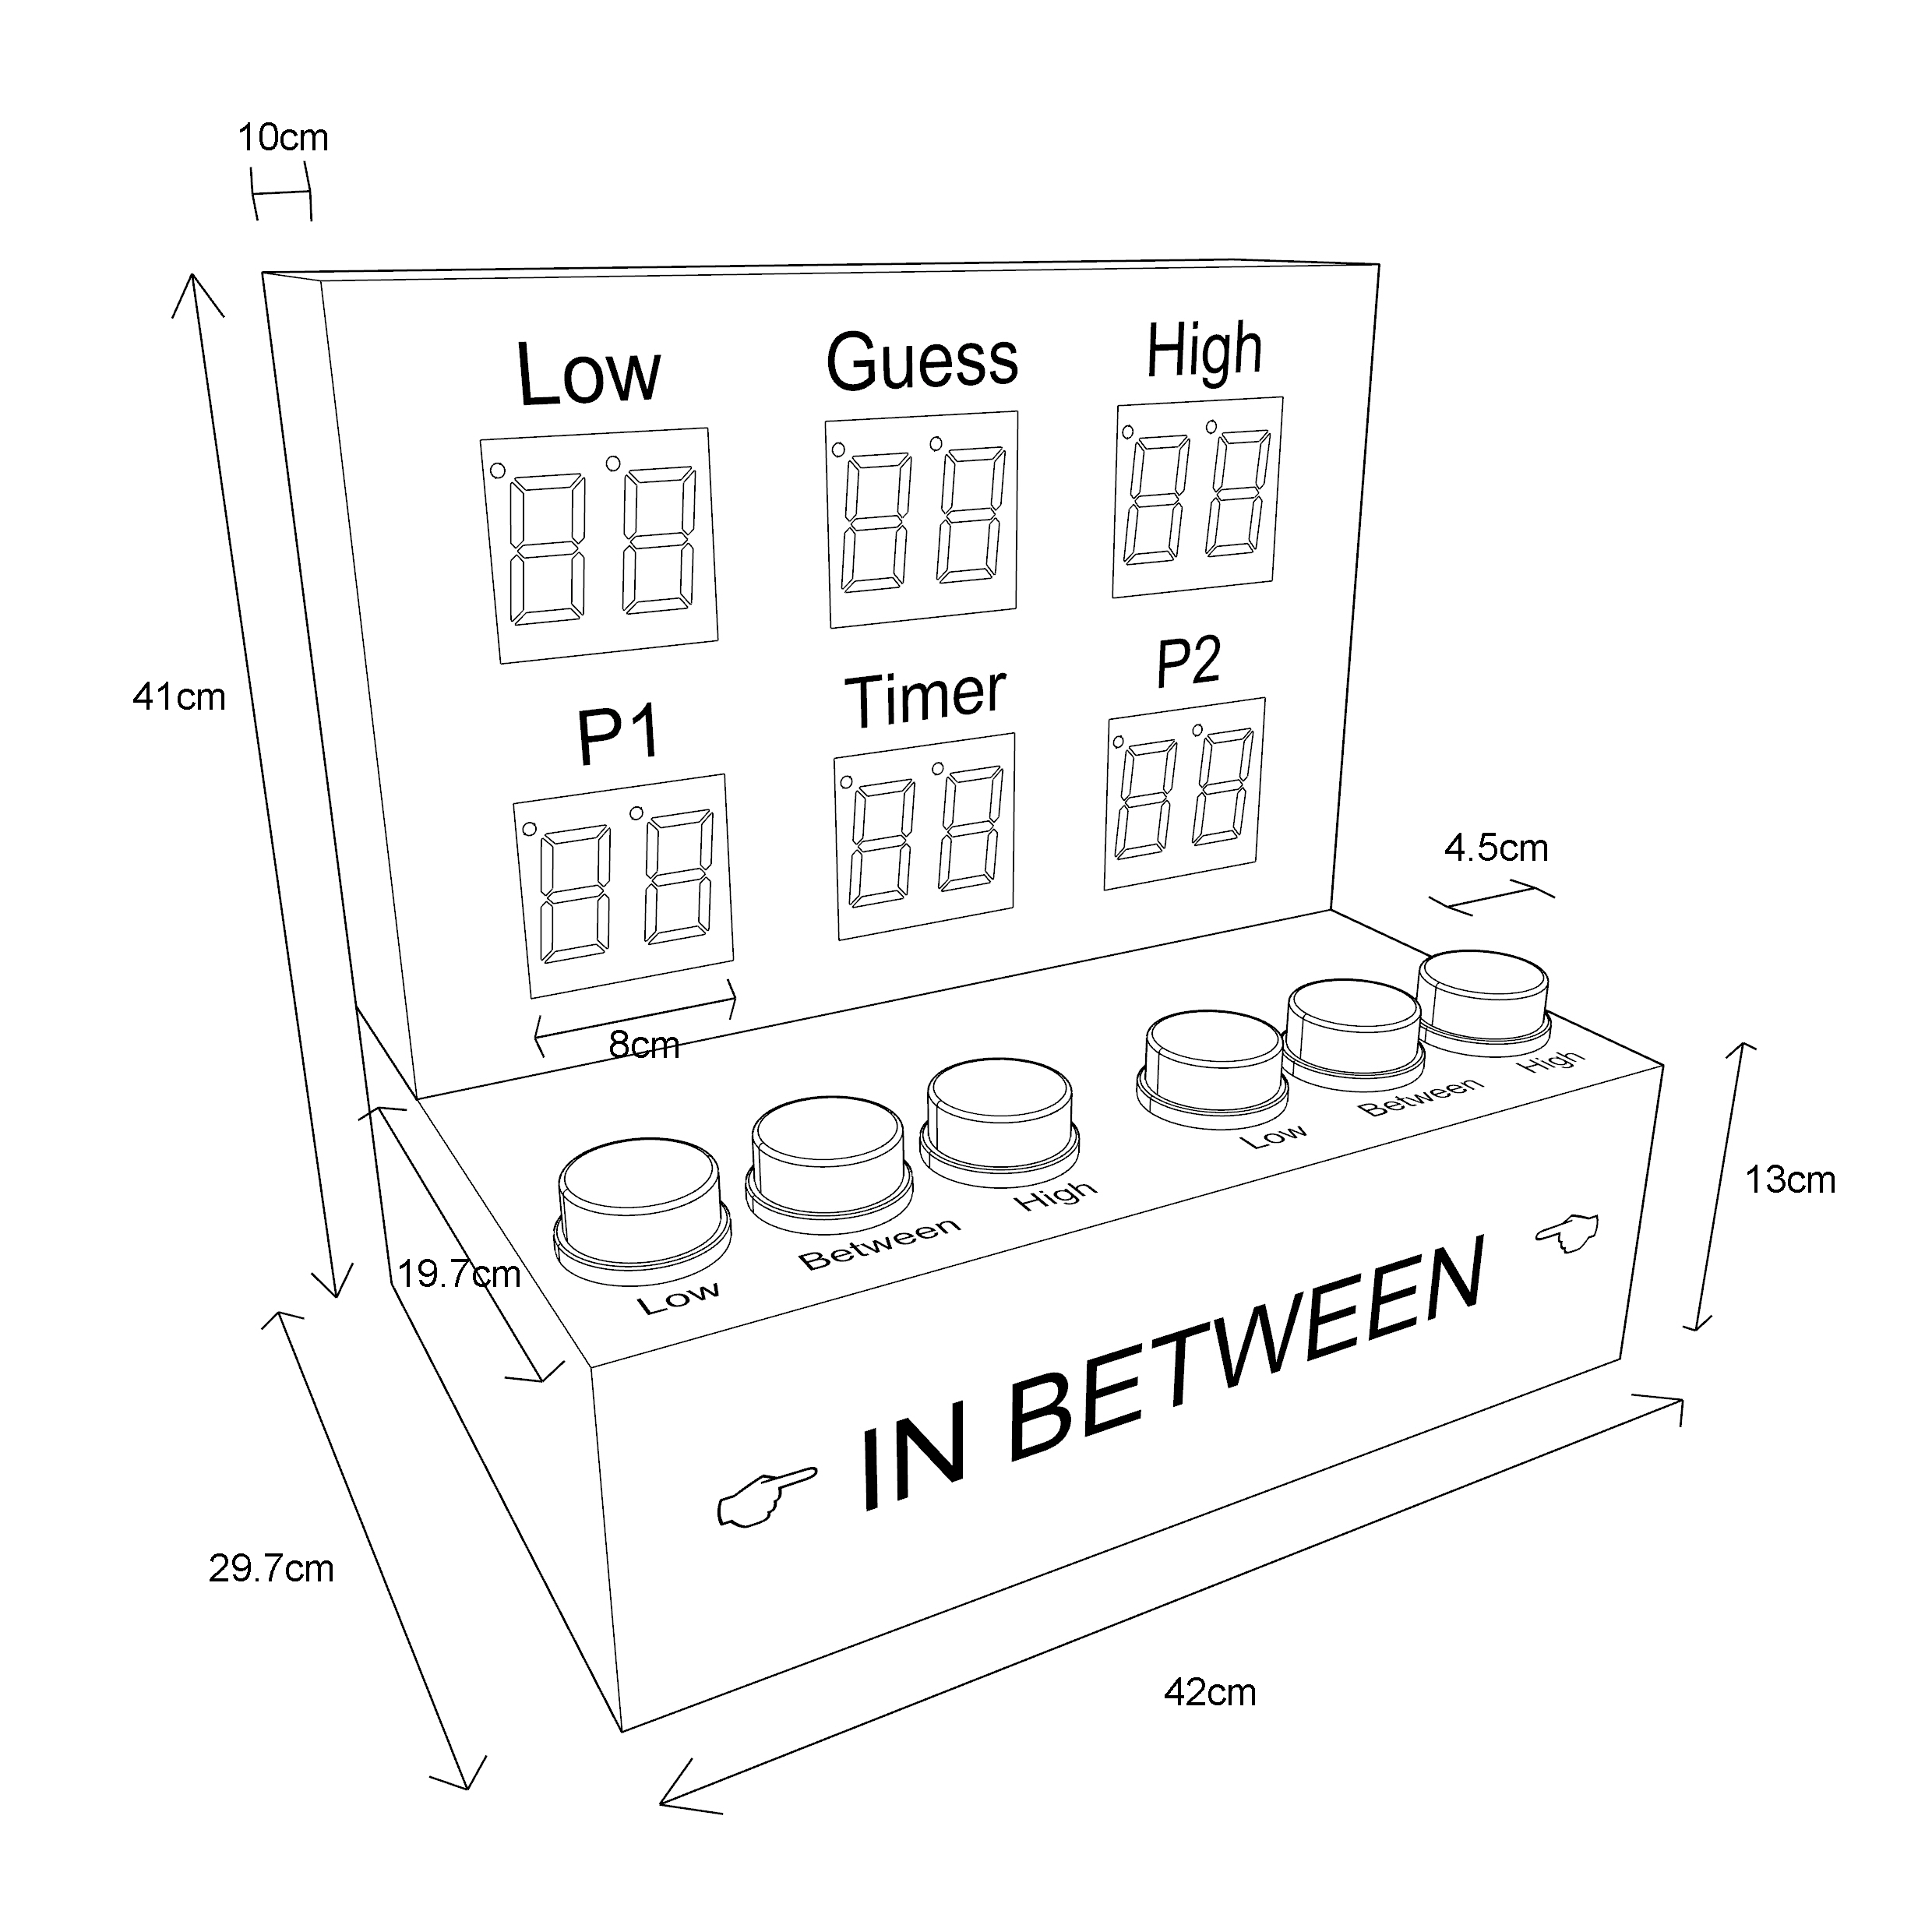 10cm
Low
Guess
High
41cm
P1
Timer
P2
4.5cm
8cm
19.7cm
Low
Between
High
Low
Between
High
13cm
IN BETWEEN
29.7cm
42cm